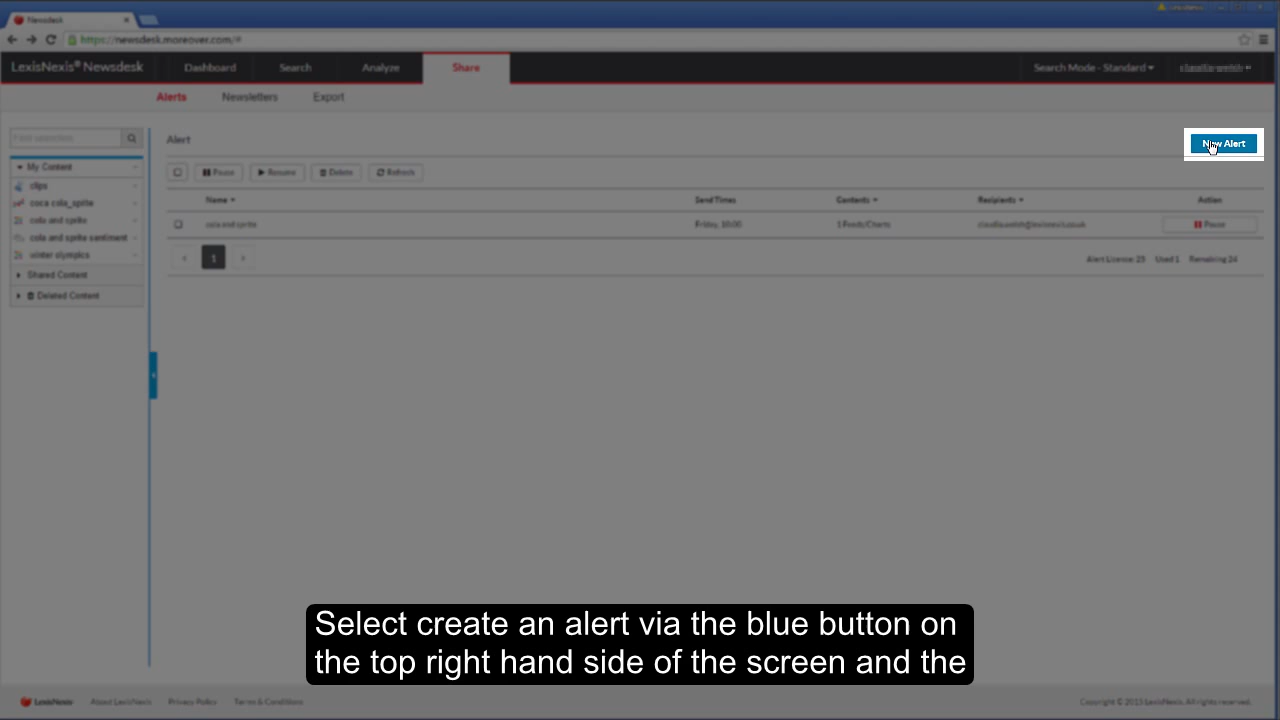 Newsdesk
https://newsdesk.moreover.com/#
LexisNexis® Newsdesk Dashboard Search Analyze Share Search Mode - Standard
Alerts Newsletters Export
Find searches
Alert
New Alert
My Content
clips
coca cola_sprite
cola and sprite
cola and sprite sentiment
winter olympics
Shared Content
Deleted Content
Pause Resume Delete Refresh
Name Send Times Contents Recipients Action
cola and sprite Friday, 10:00 1 Feeds/Charts Pause
1
Alert Licence: 25 Used 1 Remaining 24
Select create an alert via the blue button on
the top right hand side of the screen and the
LexisNexis About LexisNexis Privacy Policy Terms & Conditions Copyright © 2015 LexisNexis. All rights reserved.